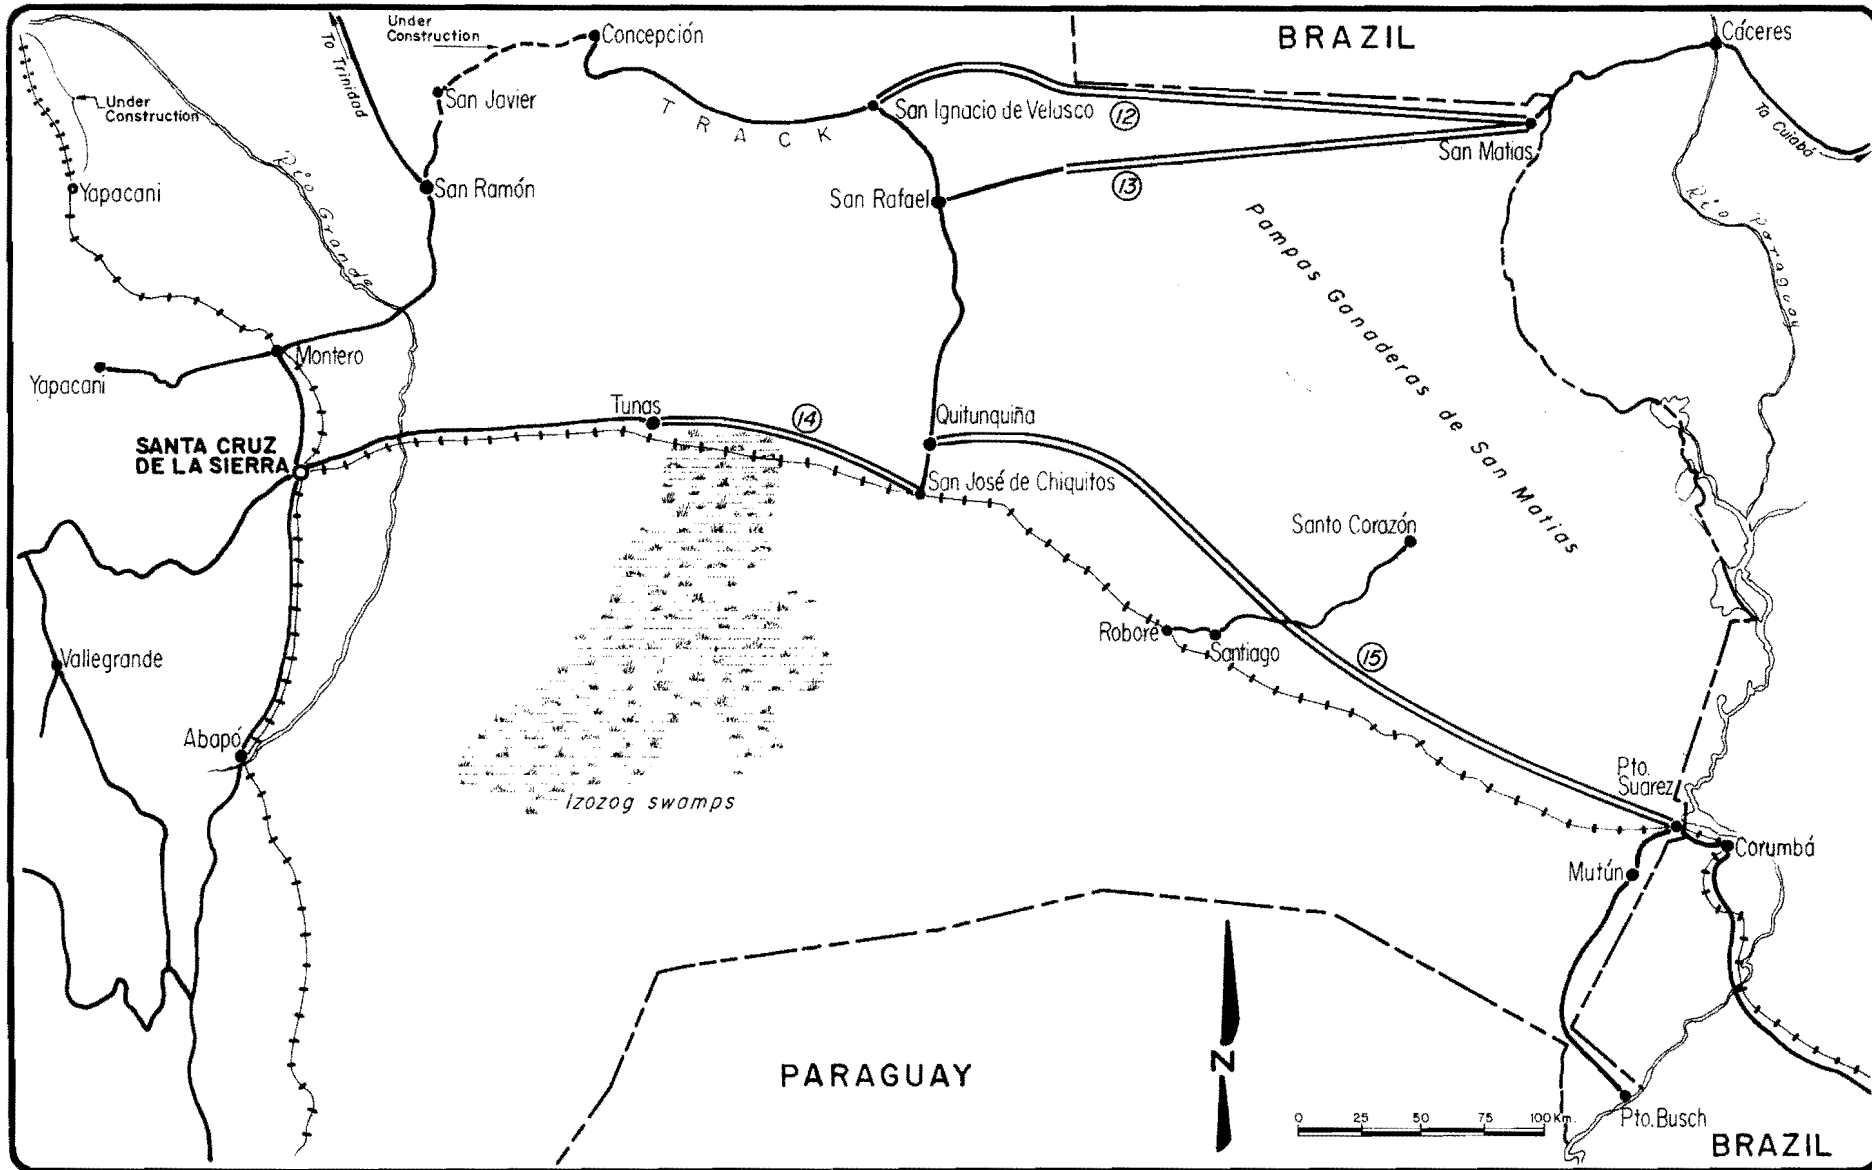 Under
Construction
Concepción
BRAZIL
Cáceres
To Trinidad
San Javier
Under
Construction
TRACK
San Ignacio de Velasco
12
San Matias
To Cuiabá
Río Grande
Yapacani
San Ramón
San Rafael
13
Río Paraguay
Pampas Ganaderas de San Matias
Montero
Yapacani
Tunas
14
Quitunquiña
SANTA CRUZ
DE LA SIERRA
San José de Chiquitos
Santo Corazón
Roboré
Santiago
15
Vallegrande
Abapó
Izozog swamps
Pto.
Suarez
Corumbá
Mutún
PARAGUAY
N
0 25 50 75 100 Km.
Pto. Busch
BRAZIL